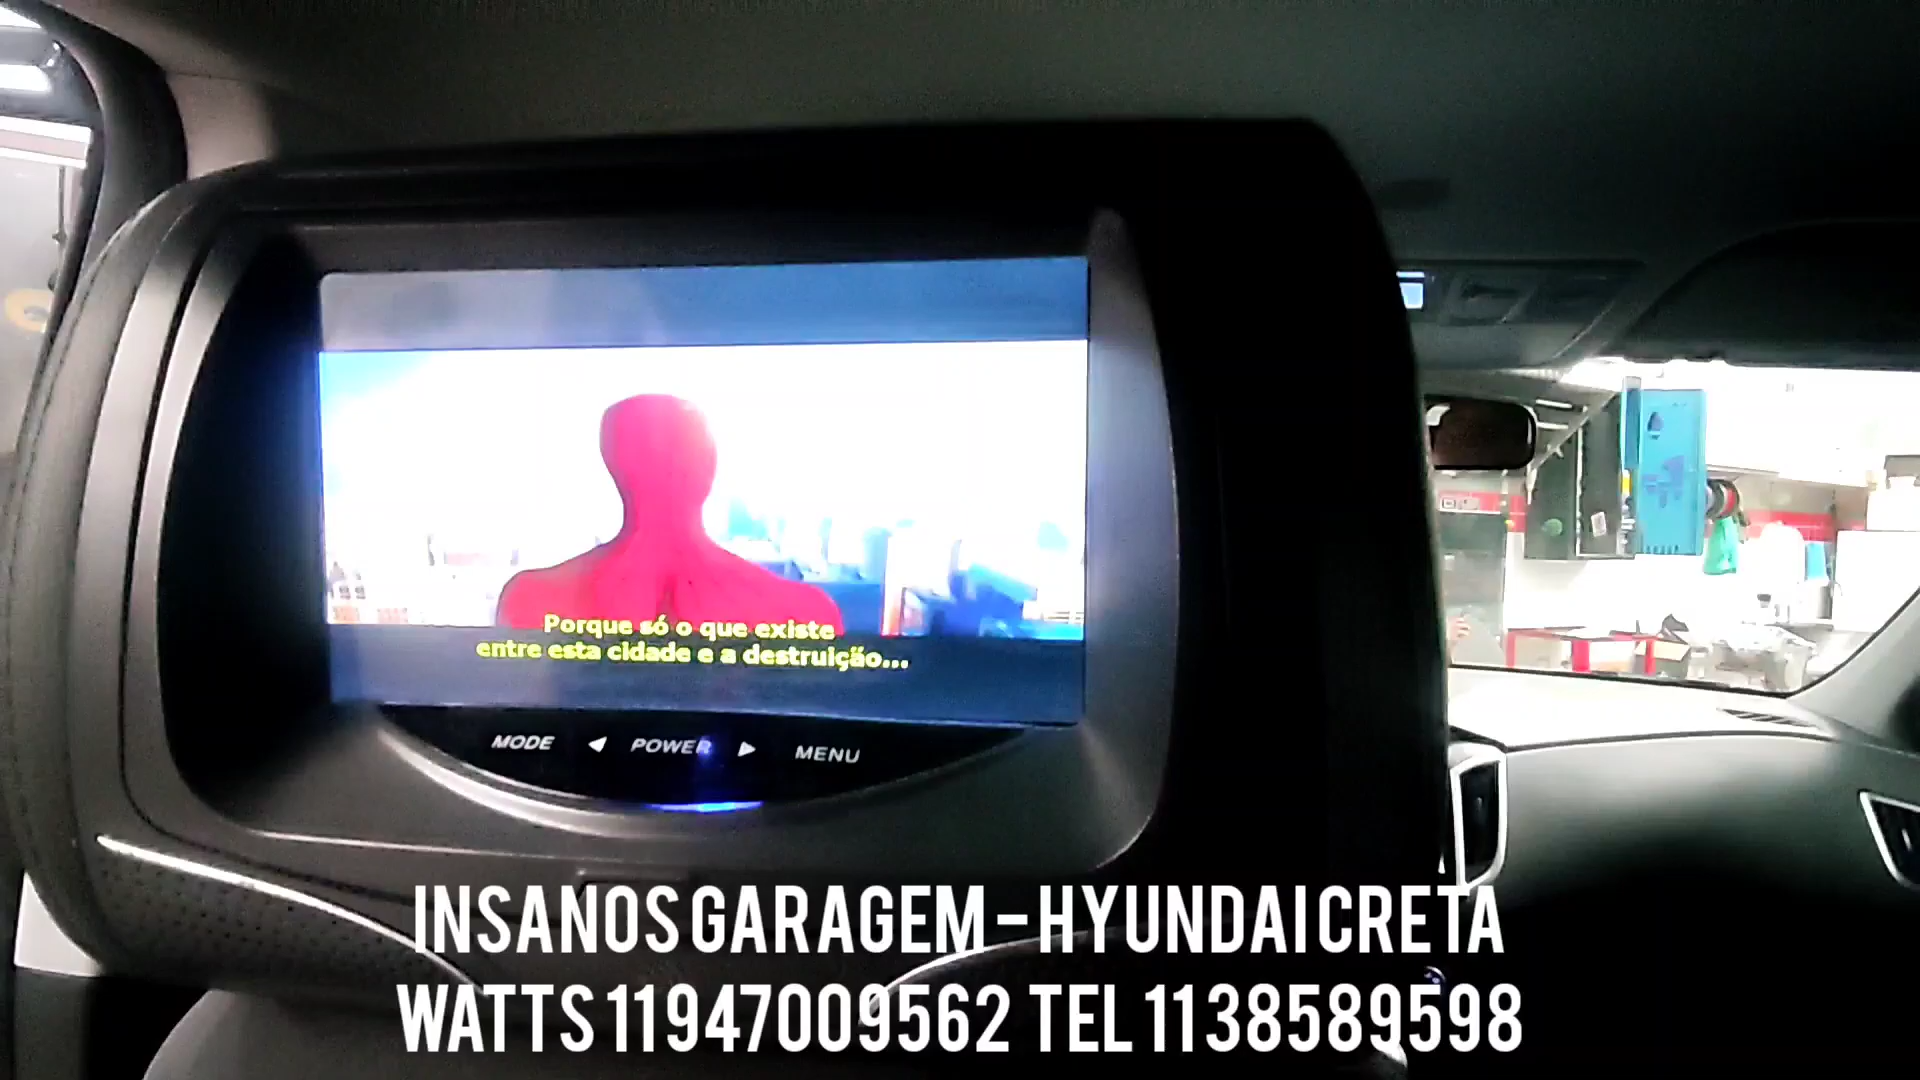 Porque só o que existe
entre esta cidade e a destruição...
MODE ◀ POWER ▶ MENU
INSANOS GARAGEM - HYUNDAI CRETA
WATTS 11947009562 TEL 1138589598